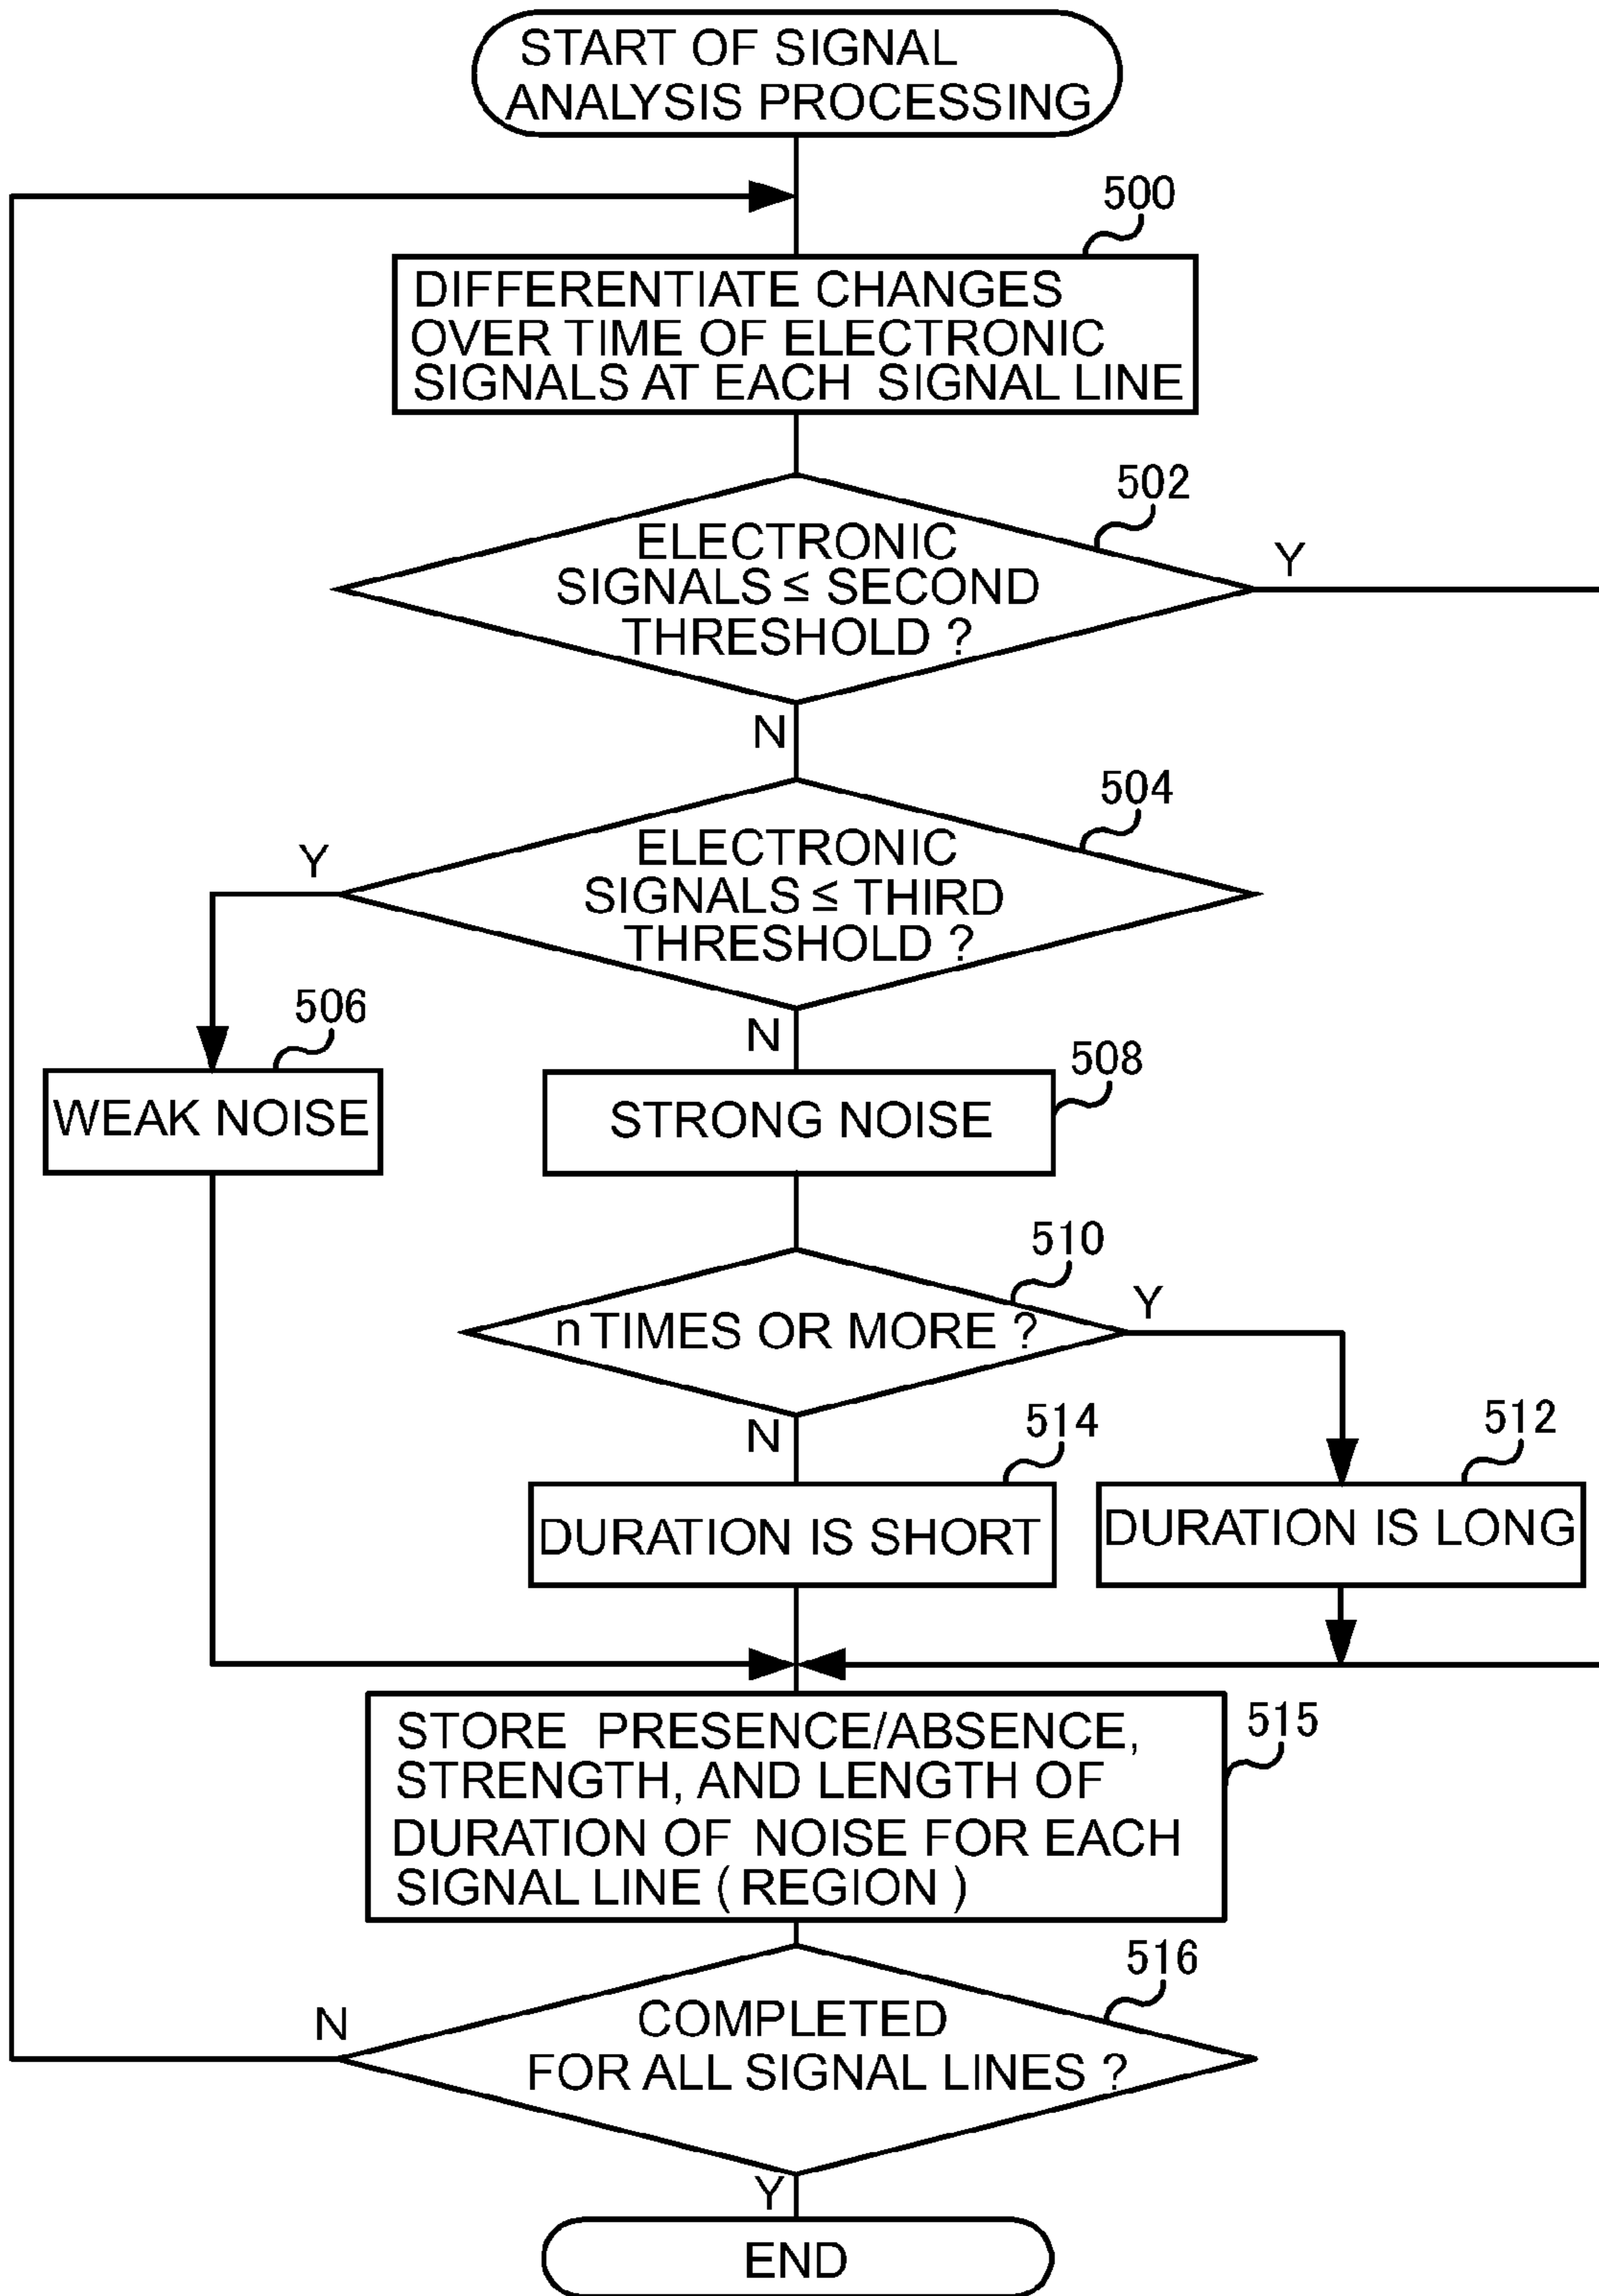 START OF SIGNAL
ANALYSIS PROCESSING
500
DIFFERENTIATE CHANGES
OVER TIME OF ELECTRONIC
SIGNALS AT EACH SIGNAL LINE
502
ELECTRONIC
SIGNALS ≤ SECOND
THRESHOLD ?
Y
N
504
ELECTRONIC
SIGNALS ≤ THIRD
THRESHOLD ?
Y
N
506
WEAK NOISE
508
STRONG NOISE
510
n TIMES OR MORE ?
Y
N
514
DURATION IS SHORT
512
DURATION IS LONG
515
STORE PRESENCE/ABSENCE,
STRENGTH, AND LENGTH OF
DURATION OF NOISE FOR EACH
SIGNAL LINE ( REGION )
516
COMPLETED
FOR ALL SIGNAL LINES ?
N
Y
END